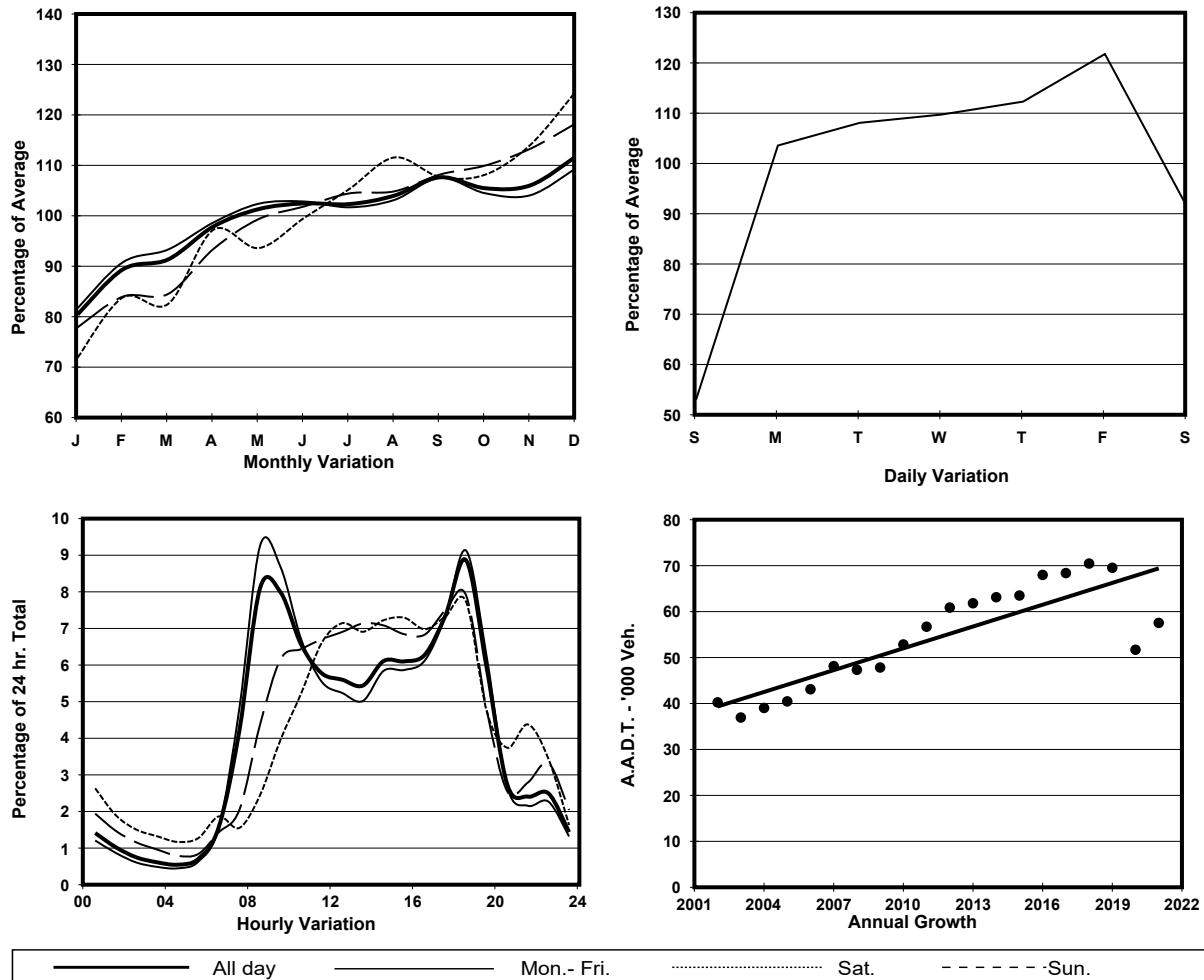 140
130
120
110
100
90
80
70
60
Percentage of Average
J F M A M J J A S O N D
Monthly Variation
130
120
110
100
90
80
70
60
50
Percentage of Average
S M T W T F S
Daily Variation
10
9
8
7
6
5
4
3
2
1
0
Percentage of 24 hr. Total
00 04 08 12 16 20 24
Hourly Variation
80
70
60
50
40
30
20
10
0
A.A.D.T. - '000 Veh.
2001 2004 2007 2010 2013 2016 2019 2022
Annual Growth
All day Mon.- Fri. Sat. Sun.